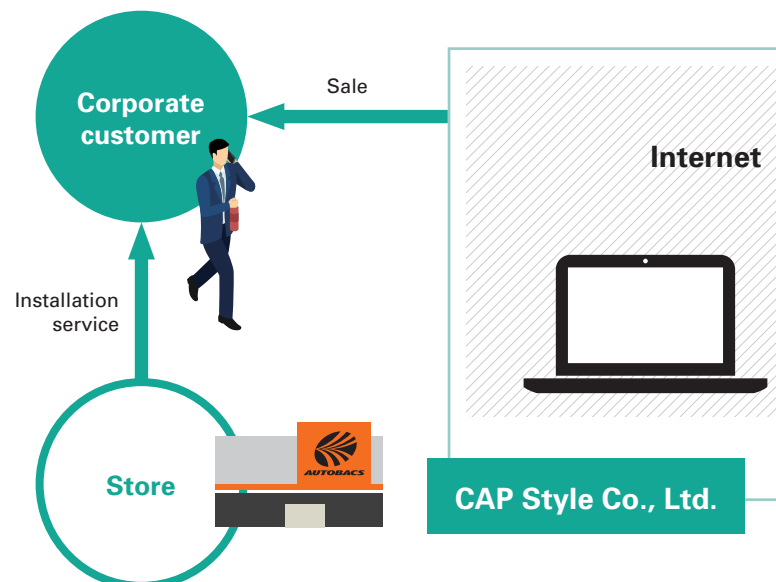 Corporate
customer
Sale
Internet
Installation
service
Store
AUTOBACS
CAP Style Co., Ltd.